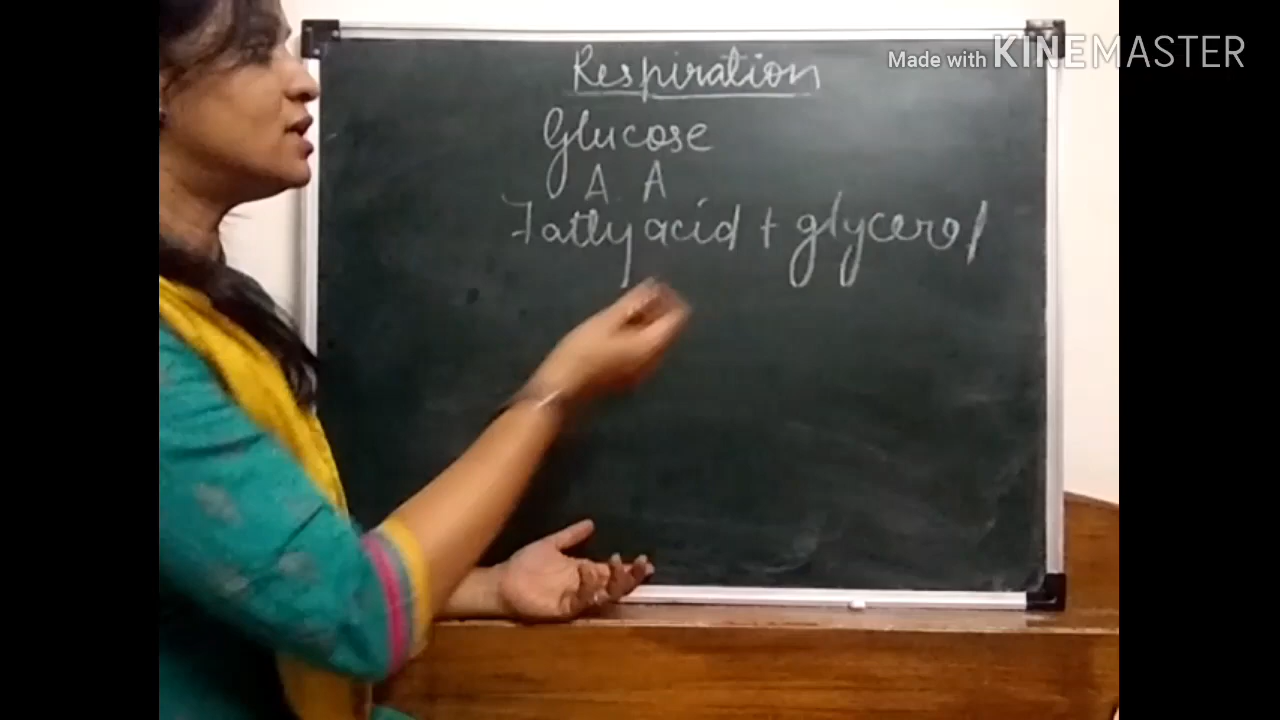 Made with KINEMASTER
Respiration
Glucose
A. A
Fatty acid + glycerol